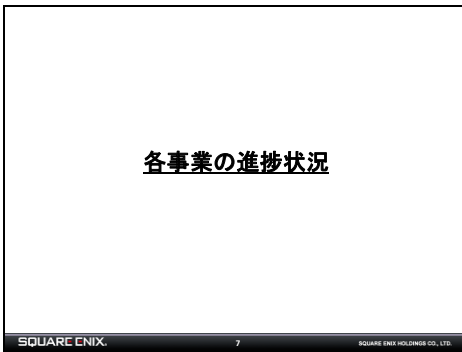 各事業の進捗状況
SQUARE ENIX.
7
SQUARE ENIX HOLDINGS CO., LTD.